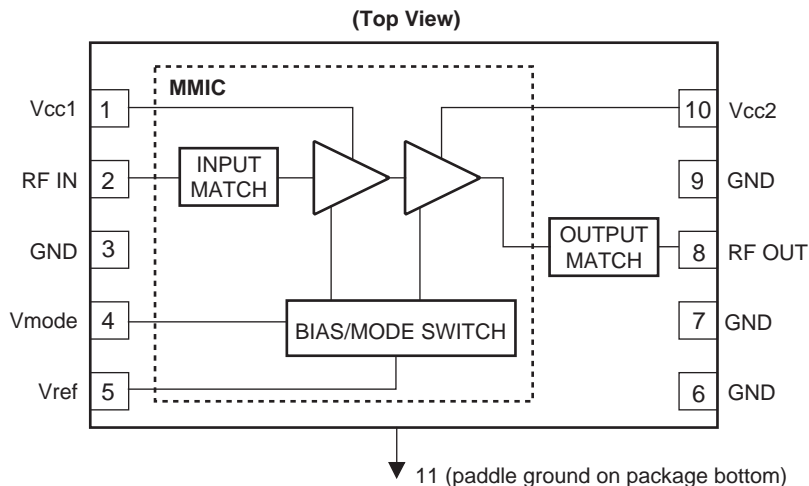 (Top View)
MMIC
Vcc1
1
10
Vcc2
RF IN
2
INPUT
MATCH
9
GND
GND
3
OUTPUT
MATCH
8
RF OUT
Vmode
4
BIAS/MODE SWITCH
7
GND
Vref
5
6
GND
11 (paddle ground on package bottom)